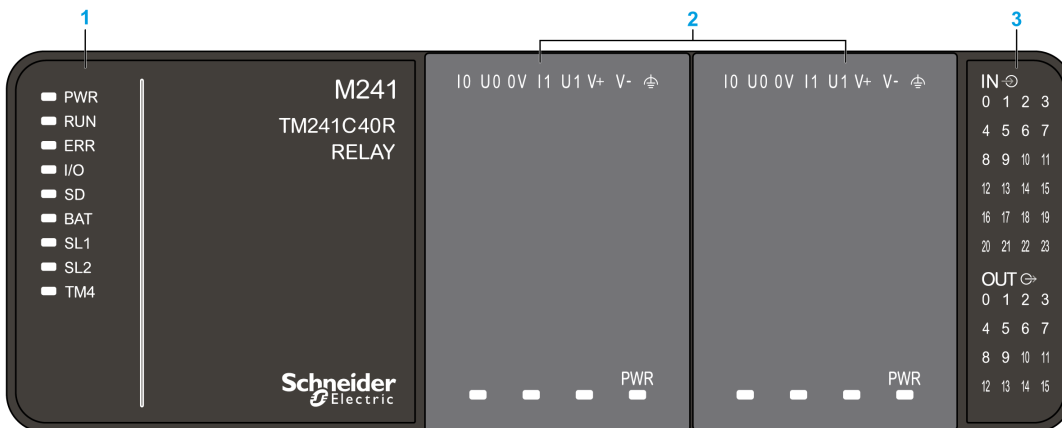 1
2
3
PWR
RUN
ERR
I/O
SD
BAT
SL1
SL2
TM4
M241
TM241C40R
RELAY
Schneider
Electric
I0 U0 0V I1 U1 V+ V-
PWR
I0 U0 0V I1 U1 V+ V-
PWR
IN
0 1 2 3
4 5 6 7
8 9 10 11
12 13 14 15
16 17 18 19
20 21 22 23
OUT
0 1 2 3
4 5 6 7
8 9 10 11
12 13 14 15